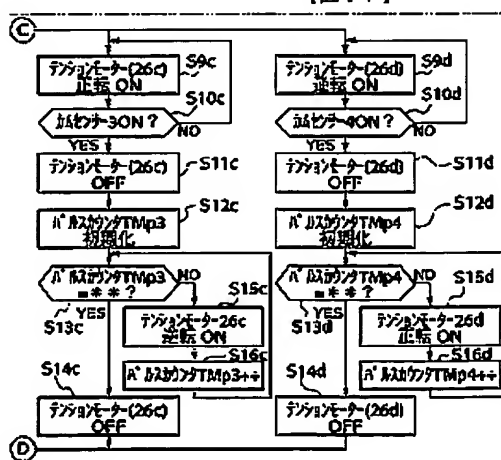 C
テンションモーター(26c)
正転 ON
S9c
カムセンサー3ON?
S10c
NO
YES
テンションモーター(26c)
OFF
S11c
パルスカウンタTMp3
初期化
S12c
パルスカウンタTMp3
=**?
NO
S13c
YES
S15c
テンションモーター26c
逆転 ON
S16c
パルスカウンタTMp3++
S14c
テンションモーター(26c)
OFF
テンションモーター(26d)
逆転 ON
S9d
カムセンサー4ON?
S10d
NO
YES
テンションモーター(26d)
OFF
S11d
パルスカウンタTMp4
初期化
S12d
パルスカウンタTMp4
=**?
NO
S13d
YES
S15d
テンションモーター26d
正転 ON
S16d
パルスカウンタTMp4++
S14d
テンションモーター(26d)
OFF
D